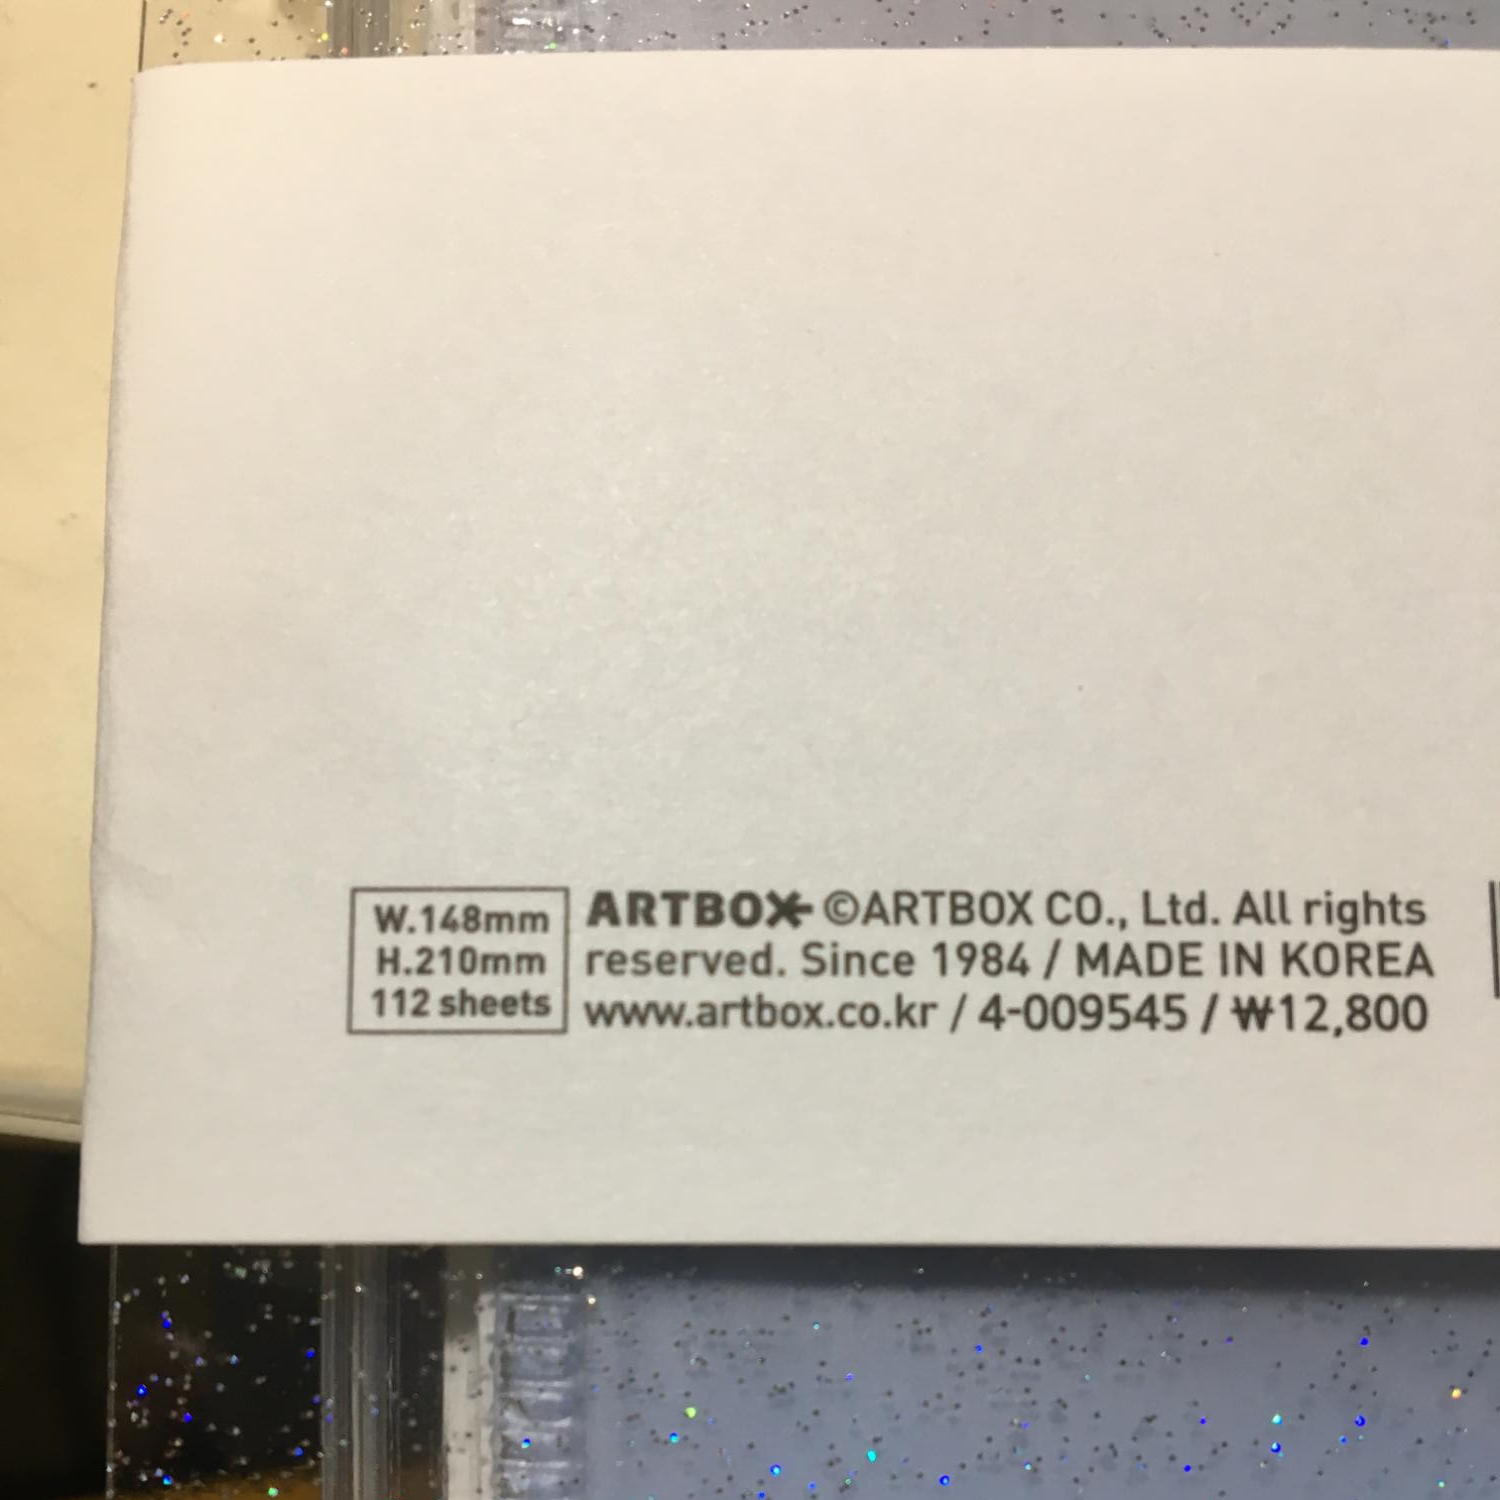 W.148mm
H.210mm
112 sheets
ARTBOX ©ARTBOX CO., Ltd. All rights
reserved. Since 1984 / MADE IN KOREA
www.artbox.co.kr / 4-009545 / ₩12,800